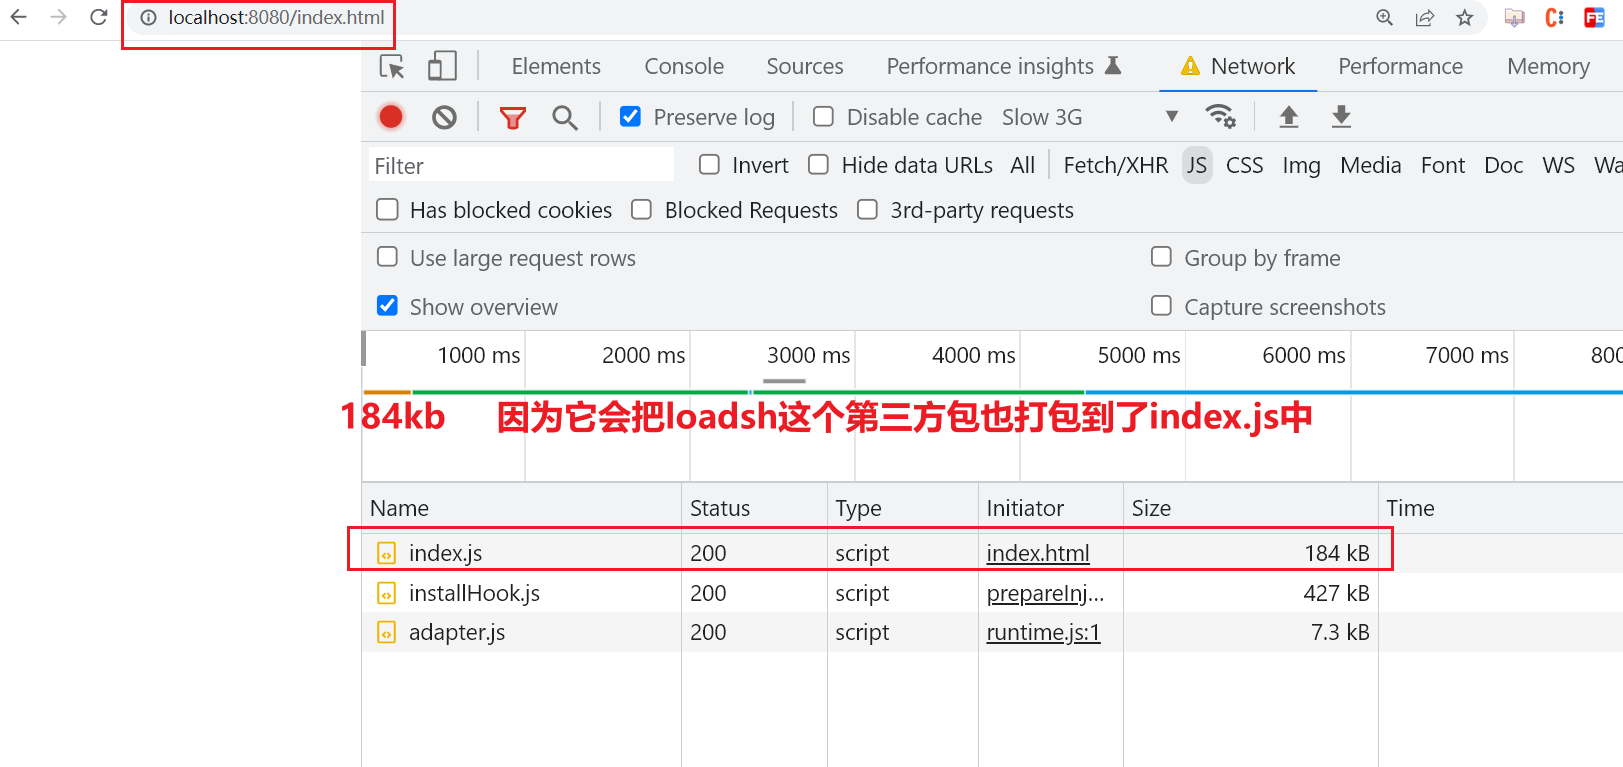 localhost:8080/index.html
Elements Console Sources Performance insights Network Performance Memory
Preserve log Disable cache Slow 3G
Filter Invert Hide data URLs All Fetch/XHR JS CSS Img Media Font Doc WS Wa
Has blocked cookies Blocked Requests 3rd-party requests
Use large request rows Group by frame
Show overview Capture screenshots
1000 ms 2000 ms 3000 ms 4000 ms 5000 ms 6000 ms 7000 ms 800
184kb 因为它会把loadsh这个第三方包也打包到了index.js中
Name Status Type Initiator Size Time
index.js 200 script index.html 184 kB
installHook.js 200 script prepareInj... 427 kB
adapter.js 200 script runtime.js:1 7.3 kB